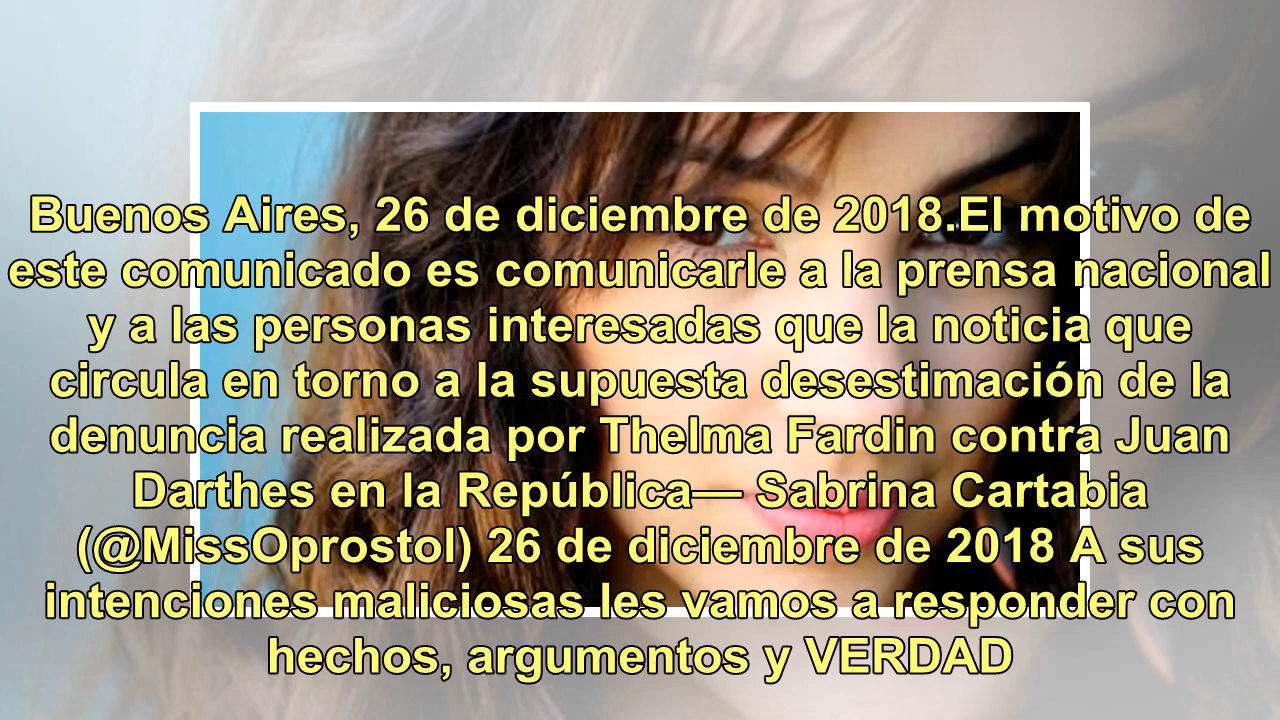 Buenos Aires, 26 de diciembre de 2018.El motivo de
este comunicado es comunicarle a la prensa nacional
y a las personas interesadas que la noticia que
circula en torno a la supuesta desestimación de la
denuncia realizada por Thelma Fardin contra Juan
Darthes en la República— Sabrina Cartabia
(@MissOprostol) 26 de diciembre de 2018 A sus
intenciones maliciosas les vamos a responder con
hechos, argumentos y VERDAD